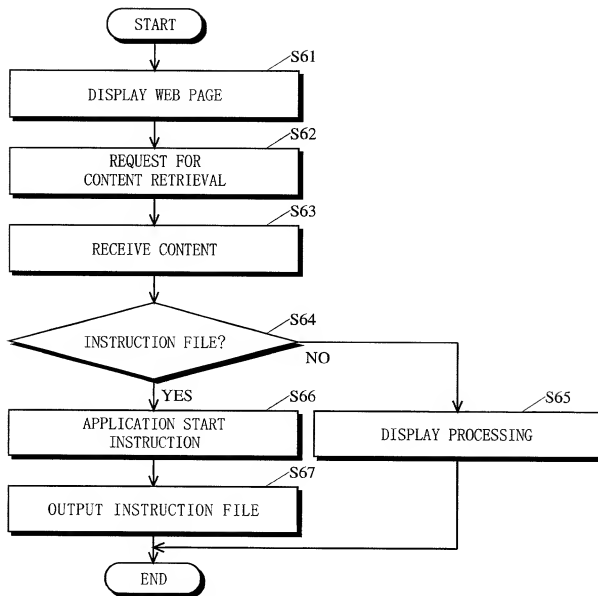 START
S61
DISPLAY WEB PAGE
S62
REQUEST FOR
CONTENT RETRIEVAL
S63
RECEIVE CONTENT
S64
INSTRUCTION FILE?
NO
YES
S66
S65
APPLICATION START
INSTRUCTION
DISPLAY PROCESSING
S67
OUTPUT INSTRUCTION FILE
END